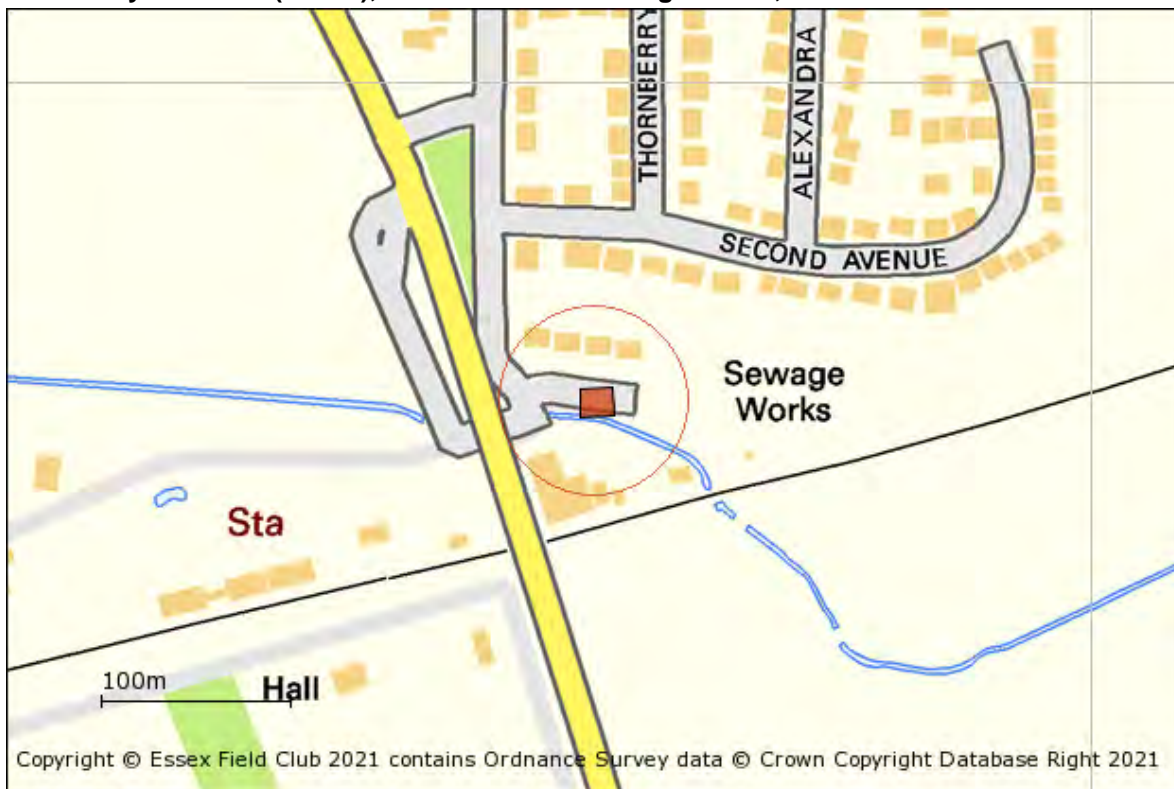 THORNBERRY
ALEXANDRA
SECOND AVENUE
Sewage
Works
Sta
100m
Hall
Copyright © Essex Field Club 2021 contains Ordnance Survey data © Crown Copyright Database Right 2021